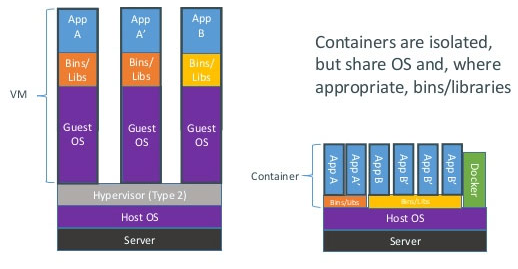 App
A
App
A’
App
B
Bins/
Libs
Bins/
Libs
Bins/
Libs
VM
Guest
OS
Guest
OS
Guest
OS
Hypervisor (Type 2)
Host OS
Server
Containers are isolated,
but share OS and, where
appropriate, bins/libraries
Container
App A
App A’
App B
App B’
App B’
App B’
Docker
Bins/Libs
Bins/Libs
Host OS
Server